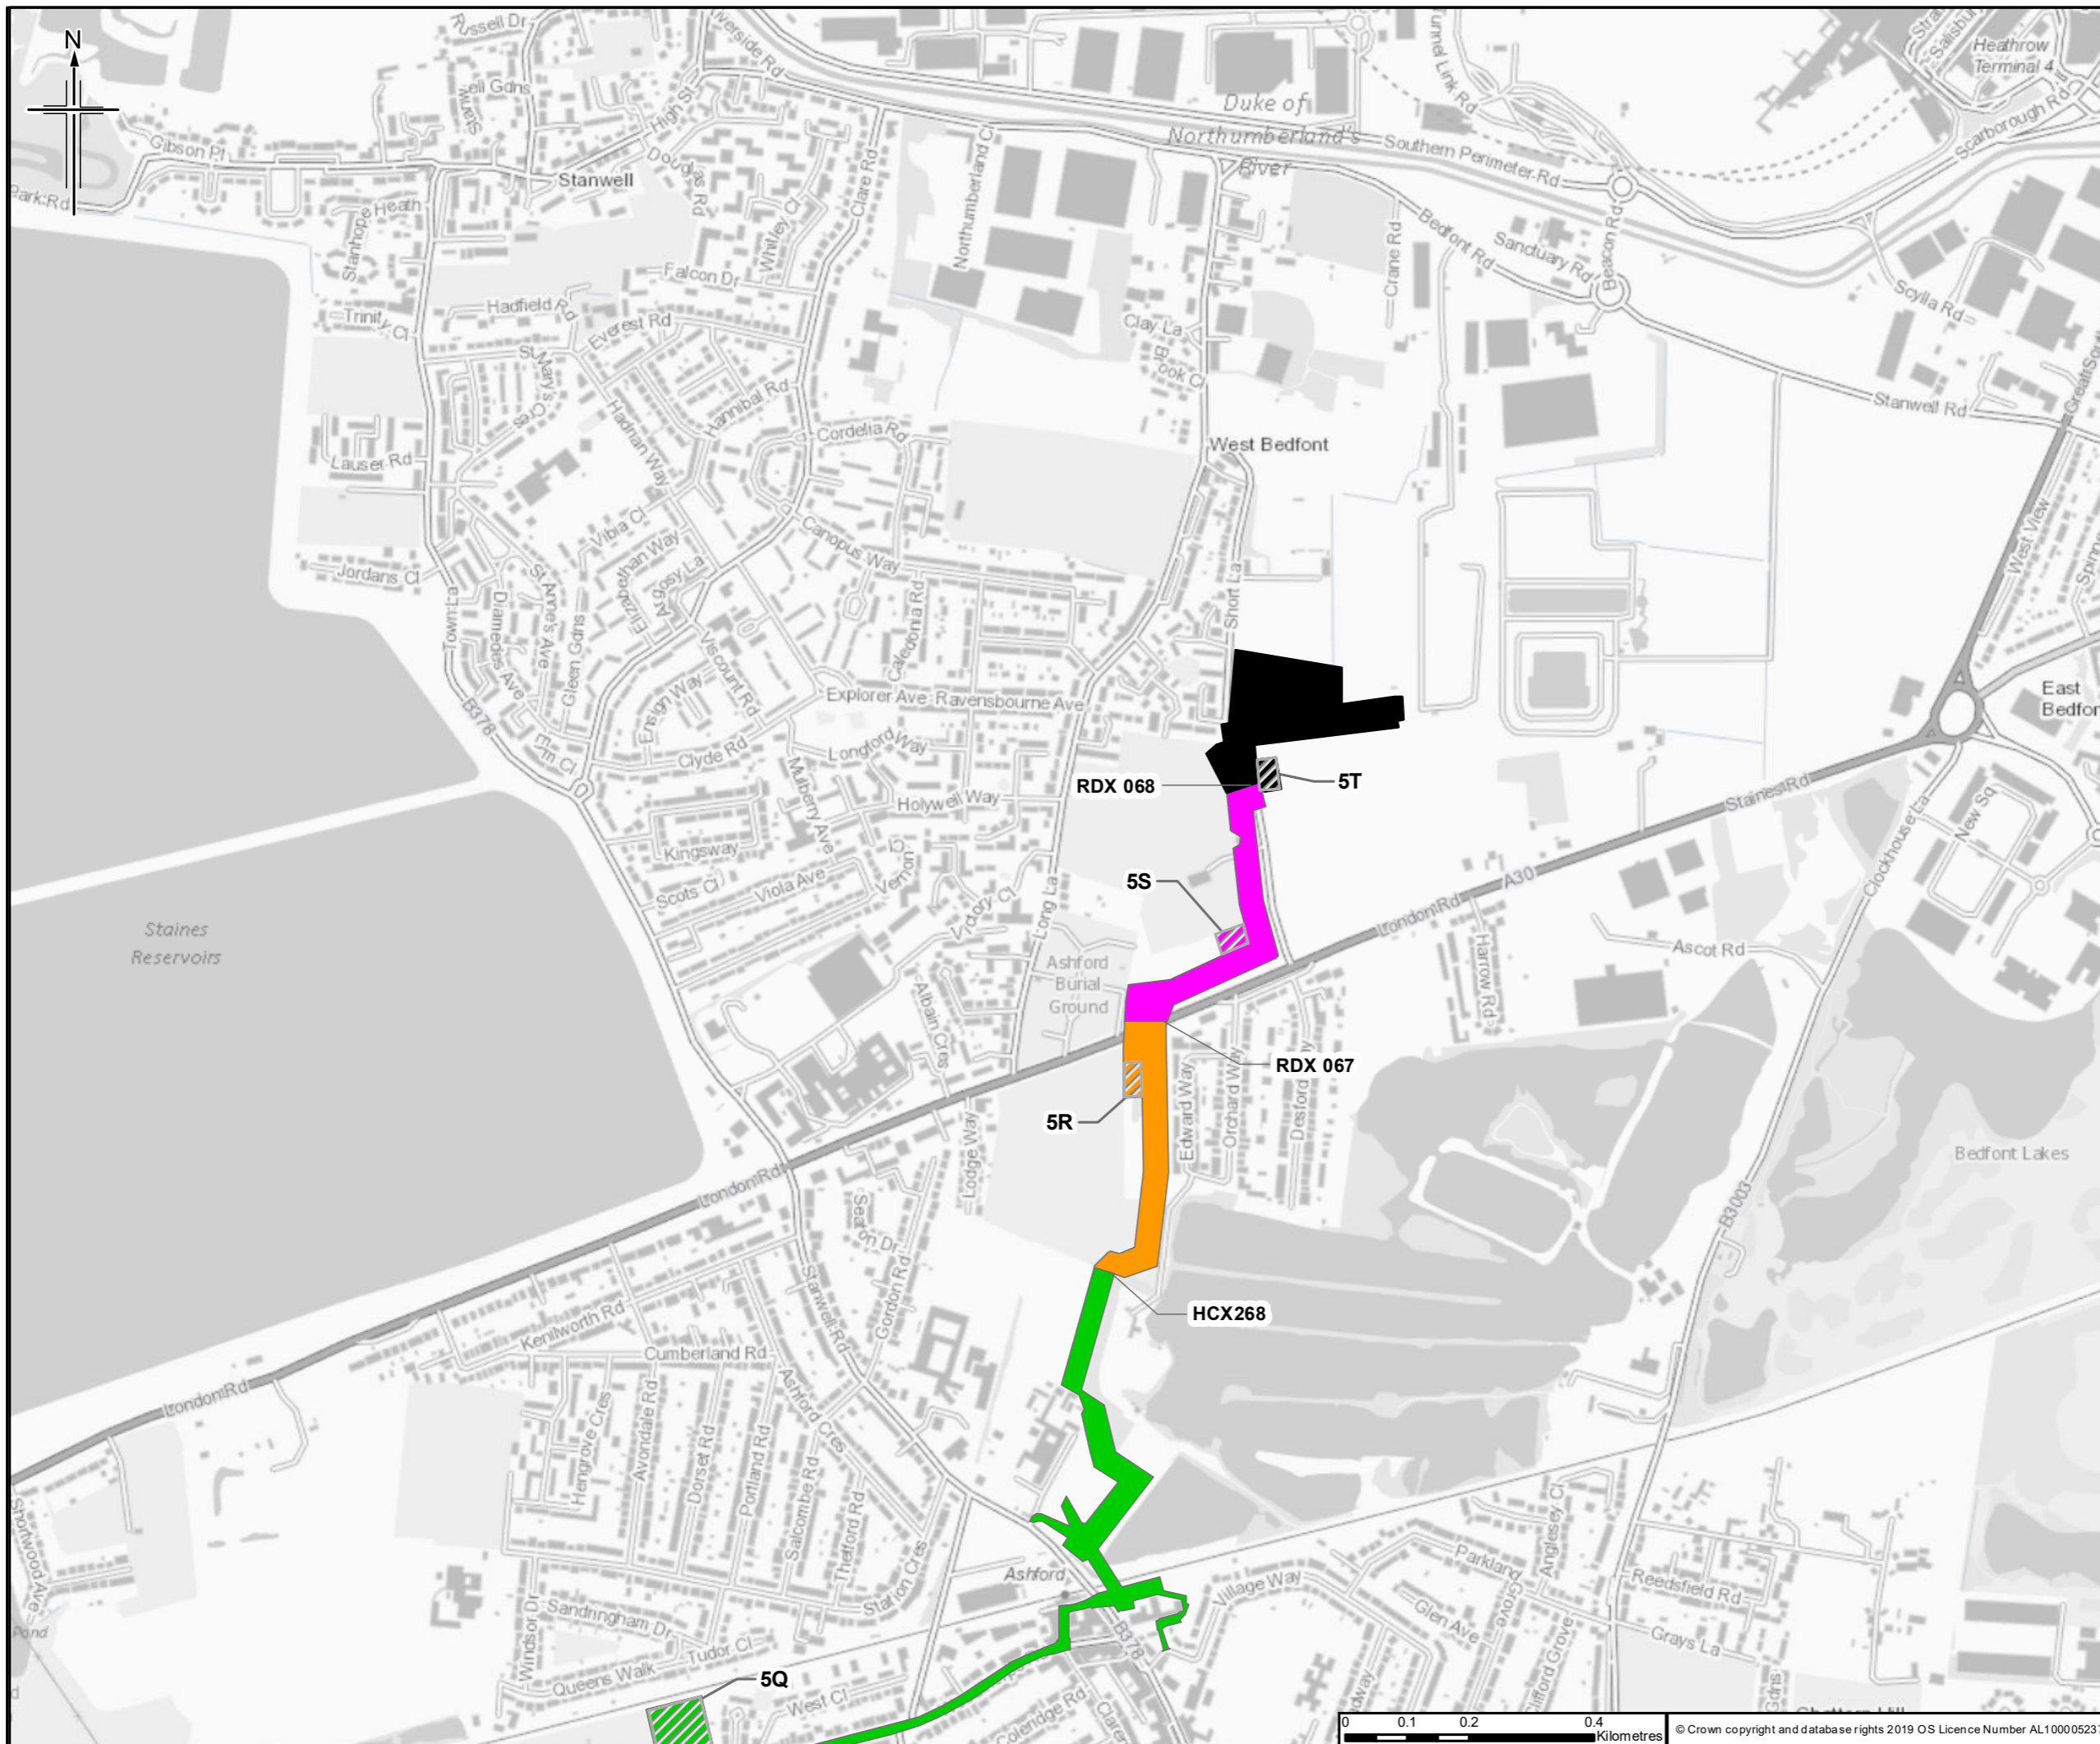 Russell Dr
Riverside Rd
Tunnel Link Rd
Heathrow
Terminal 4
N
High St
Duke of
Northumberland's
River
Southern Perimeter Rd
Scarborough Rd
Gibson Pl
Stanwell
Douglas Rd
Clare Rd
Northumberland Cl
Park Rd
Stanhope Heath
Whitley Cl
Crane Rd
Bedfont Rd
Sanctuary Rd
Beacon Rd
Falcon Dr
Scylla Rd
Hadfield Rd
Trinity Cl
Everest Rd
Clay La
Brook Cl
St Mary's Cres
Hannibal Rd
Hadrian Way
Cordelia Rd
Stanwell Rd
West Bedfont
Lauser Rd
Vibia Cl
Canopus Way
West View
Jordans Cl
Elizabethan Way
Argosy La
Town La
Diamedes Ave
St Anne's Ave
Gleen Gdns
Caledonia Rd
Short La
Viscount Rd
Ensign Way
Explorer Ave
Ravensbourne Ave
East
B378
Elm Cl
Clyde Rd
Longford Way
RDX 068
5T
Mulberry Ave
Holywell Way
Staines Rd
New Sq
Kingsway
Clockhouse La
Scots Cl
Viola Ave
Vernon Cl
5S
A30
London Rd
Victory Cl
Long La
Staines
Reservoirs
Harrow Rd
Ascot Rd
Ashford
Burial
Ground
Albain Cres
RDX 067
5R
Edward Way
Orchard Way
Lodge Way
Bedfont Lakes
London Rd
B3003
Seaton Dr
Gordon Rd
Stanwell Rd
HCX268
Kenilworth Rd
Cumberland Rd
London Rd
Hengrove Cres
Avondale Rd
Dorset Rd
Portland Rd
Salcombe Rd
Ashford Cres
Thetford Rd
Station Cres
Shortwood Ave
Anglesey Cl
Parkland Grove
Ashford
Village Way
Reedsfield Rd
Windsor Dr
Sandringham Dr
Glen Ave
Pond
Tudor Cl
Queens Walk
B378
Clifford Grove
Grays La
5Q
West Cl
Coleridge Rd
Gdns
0 0.1 0.2 0.4
Kilometres
© Crown copyright and database rights 2019 OS Licence Number